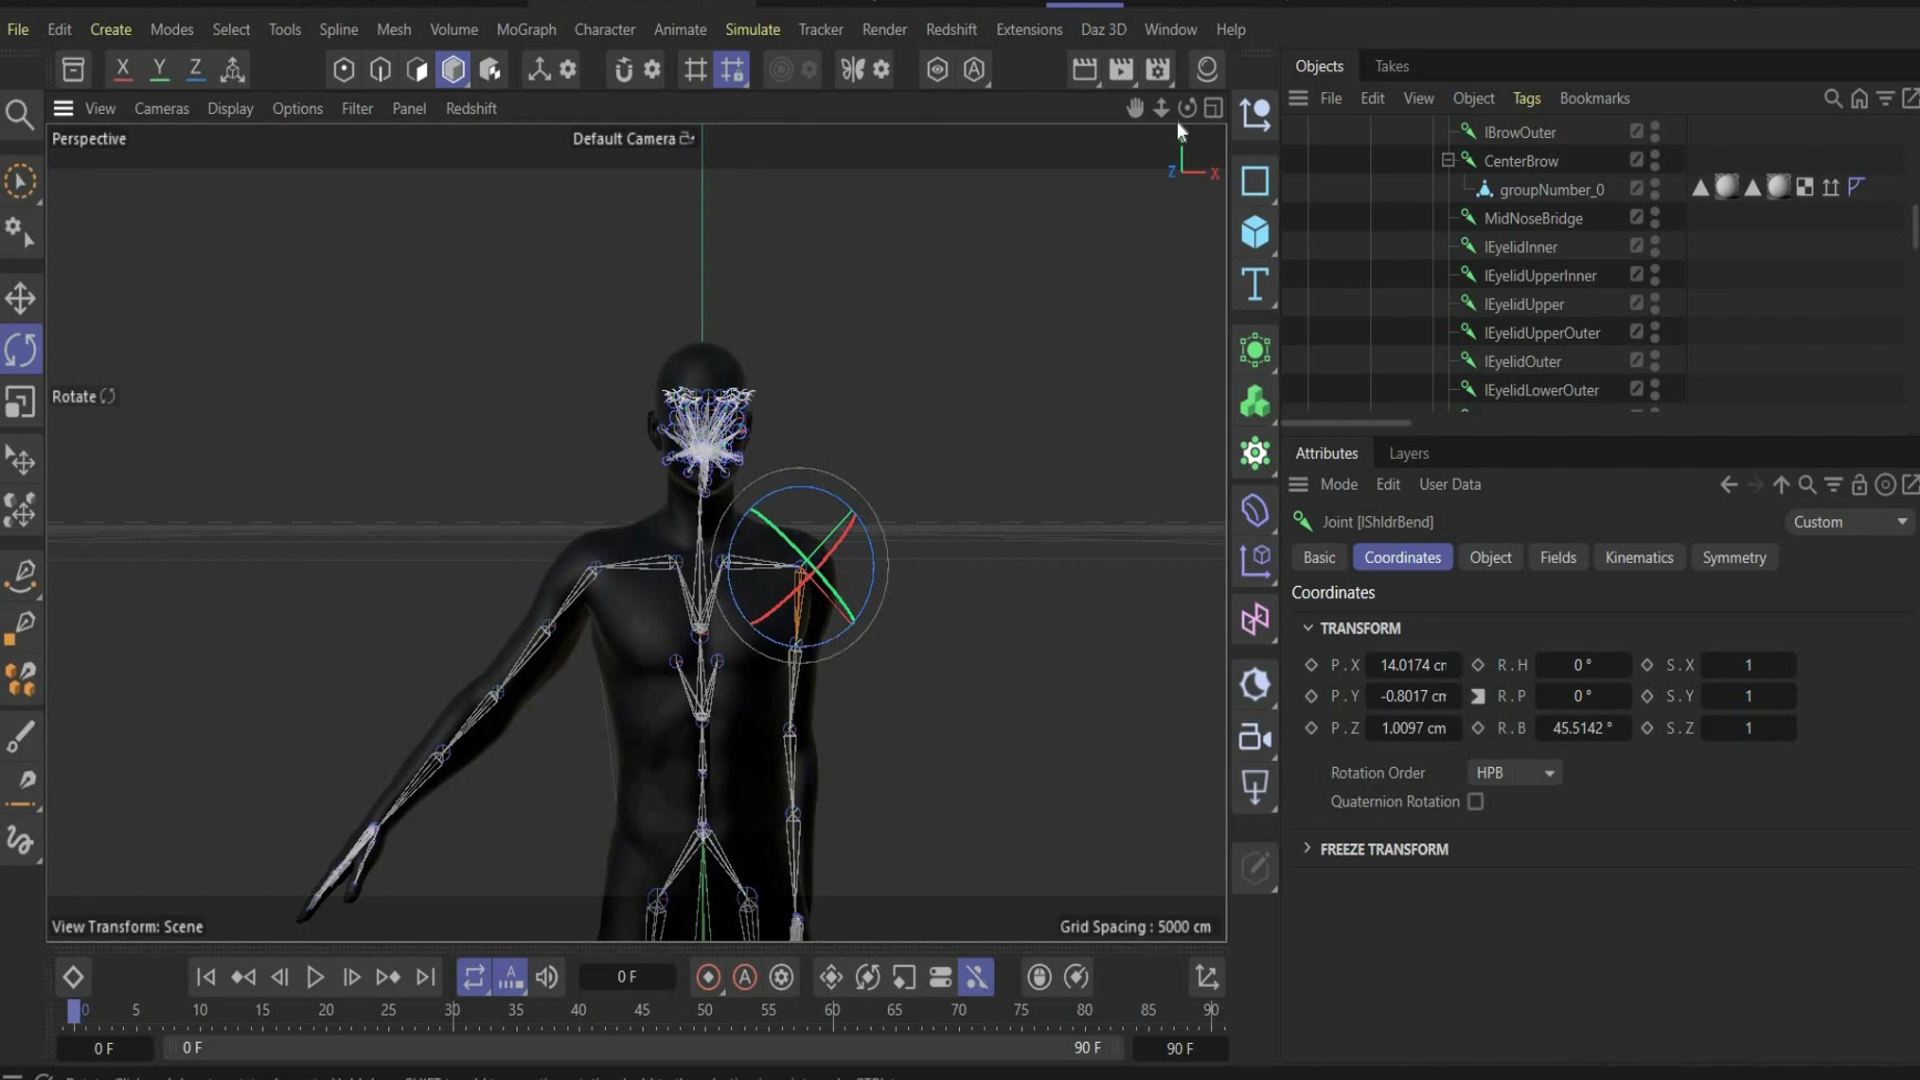 File Edit Create Modes Select Tools Spline Mesh Volume MoGraph Character Animate Simulate Tracker Render Redshift Extensions Daz 3D Window Help
X Y Z
Objects Takes
File Edit View Object Tags Bookmarks
View Cameras Display Options Filter Panel Redshift
Perspective
Default Camera
Z X
Rotate
lBrowOuter
CenterBrow
groupNumber_0
MidNoseBridge
lEyelidInner
lEyelidUpperInner
lEyelidUpper
lEyelidUpperOuter
lEyelidOuter
lEyelidLowerOuter
Attributes Layers
Mode Edit User Data
Joint [lShldrBend]
Custom
Basic Coordinates Object Fields Kinematics Symmetry
Coordinates
TRANSFORM
P . X 14.0174 cm R . H 0 ° S . X 1
P . Y -0.8017 cm R . P 0 ° S . Y 1
P . Z 1.0097 cm R . B 45.5142 ° S . Z 1
Rotation Order HPB
Quaternion Rotation
FREEZE TRANSFORM
View Transform: Scene
Grid Spacing : 5000 cm
0 F
0 5 10 15 20 25 30 35 40 45 50 55 60 65 70 75 80 85 90
0 F 0 F 90 F 90 F